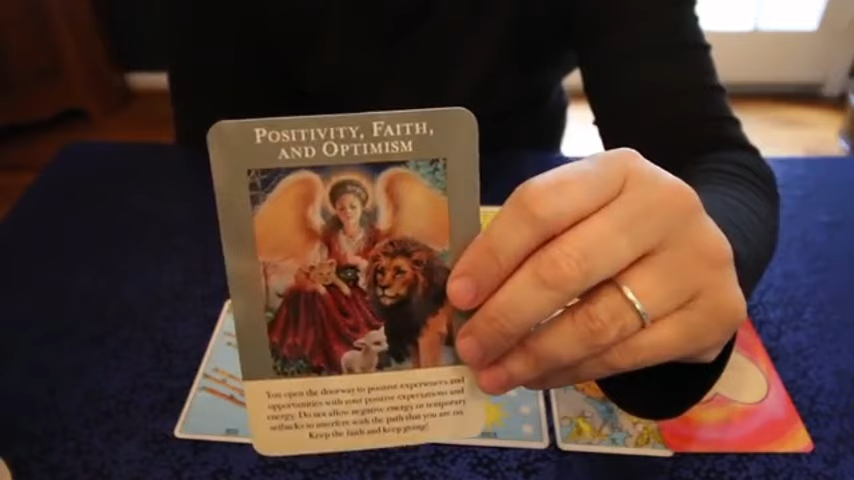 POSITIVITY, FAITH,
AND OPTIMISM
You open the doorway to positive experiences and
opportunities with your positive expectations and
energy. Do not allow negative energy or temporary
setbacks to interfere with the path that you are on.
Keep the faith and keep going!